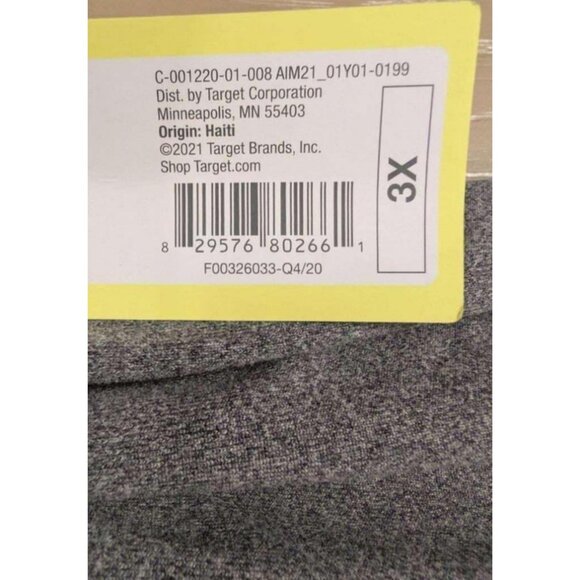 C-001220-01-008 AIM21_01Y01-0199
Dist. by Target Corporation
Minneapolis, MN 55403
Origin: Haiti
©2021 Target Brands, Inc.
Shop Target.com
3X
8 29576 80266 1
F00326033-Q4/20